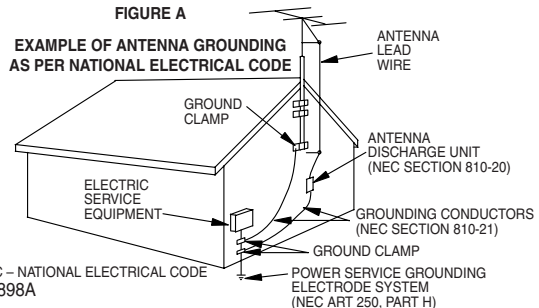 FIGURE A
EXAMPLE OF ANTENNA GROUNDING
AS PER NATIONAL ELECTRICAL CODE
ANTENNA
LEAD
WIRE
GROUND
CLAMP
ANTENNA
DISCHARGE UNIT
(NEC SECTION 810-20)
ELECTRIC
SERVICE
EQUIPMENT
GROUNDING CONDUCTORS
(NEC SECTION 810-21)
GROUND CLAMP
POWER SERVICE GROUNDING
ELECTRODE SYSTEM
(NEC ART 250, PART H)
C – NATIONAL ELECTRICAL CODE
898A